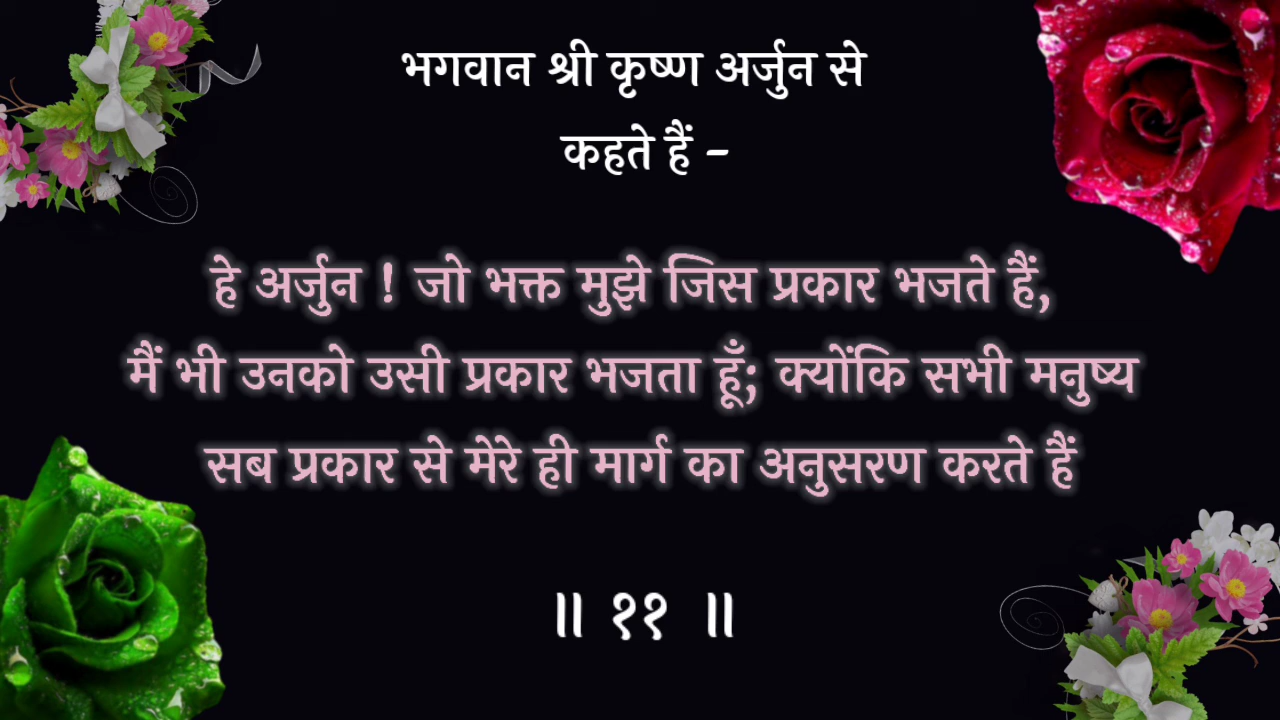 भगवान श्री कृष्ण अर्जुन से
कहते हैं -
हे अर्जुन ! जो भक्त मुझे जिस प्रकार भजते हैं,
मैं भी उनको उसी प्रकार भजता हूँ; क्योंकि सभी मनुष्य
सब प्रकार से मेरे ही मार्ग का अनुसरण करते हैं
॥ ११ ॥